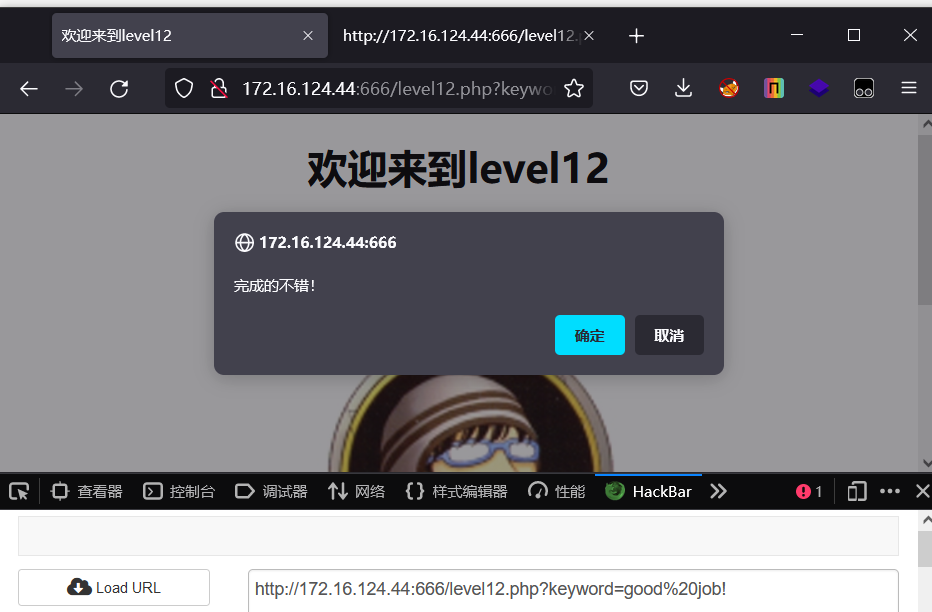 欢迎来到level12
http://172.16.124.44:666/level12.
172.16.124.44:666/level12.php?keywo
欢迎来到level12
172.16.124.44:666
完成的不错！
确定 取消
查看器 控制台 调试器 网络 样式编辑器 性能 HackBar 1
Load URL
http://172.16.124.44:666/level12.php?keyword=good%20job!